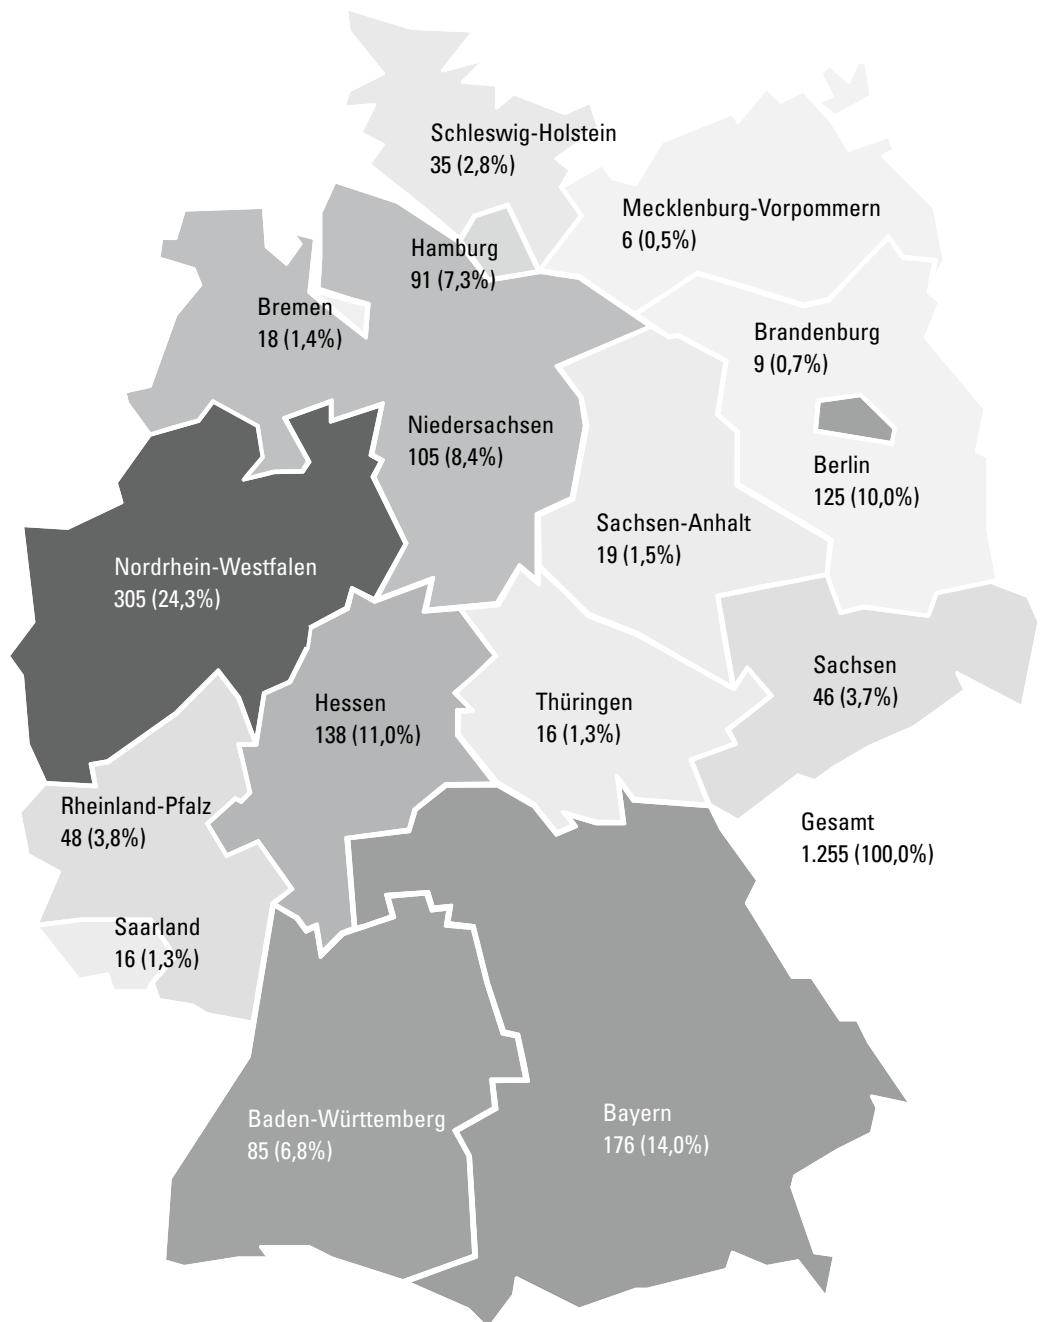 Schleswig-Holstein
35 (2,8%)
Mecklenburg-Vorpommern
6 (0,5%)
Hamburg
91 (7,3%)
Bremen
18 (1,4%)
Brandenburg
9 (0,7%)
Niedersachsen
105 (8,4%)
Berlin
125 (10,0%)
Sachsen-Anhalt
19 (1,5%)
Nordrhein-Westfalen
305 (24,3%)
Sachsen
46 (3,7%)
Hessen
138 (11,0%)
Thüringen
16 (1,3%)
Rheinland-Pfalz
48 (3,8%)
Gesamt
1.255 (100,0%)
Saarland
16 (1,3%)
Baden-Württemberg
85 (6,8%)
Bayern
176 (14,0%)